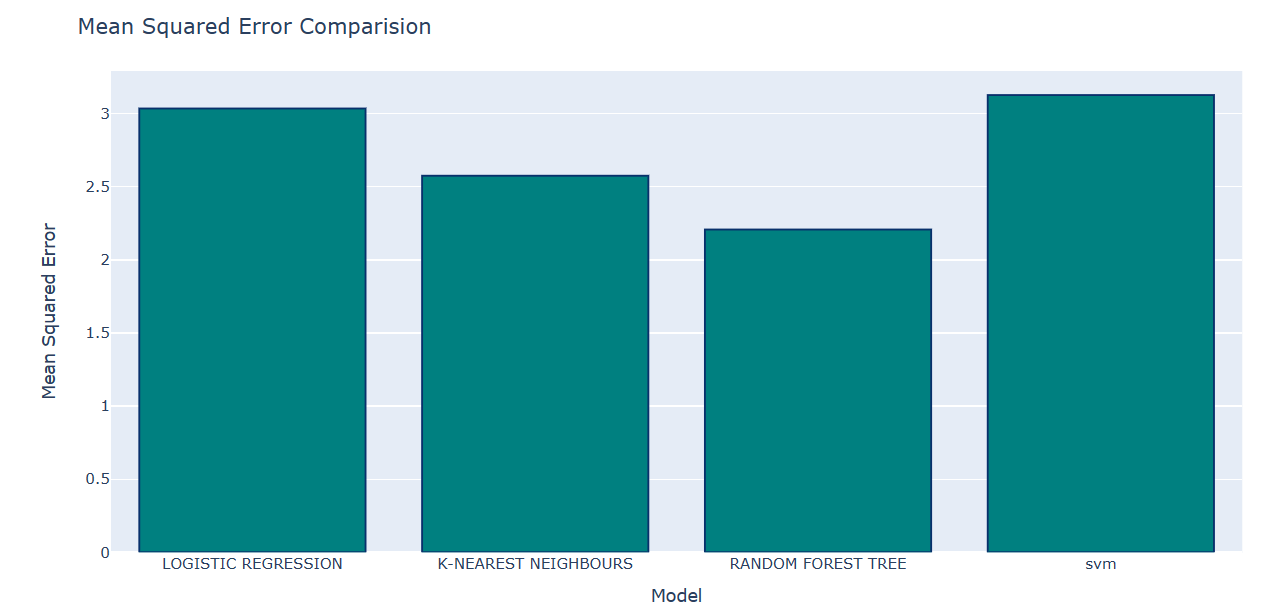 Mean Squared Error Comparision
Mean Squared Error
3
2.5
2
1.5
1
0.5
0
LOGISTIC REGRESSION
K-NEAREST NEIGHBOURS
RANDOM FOREST TREE
svm
Model